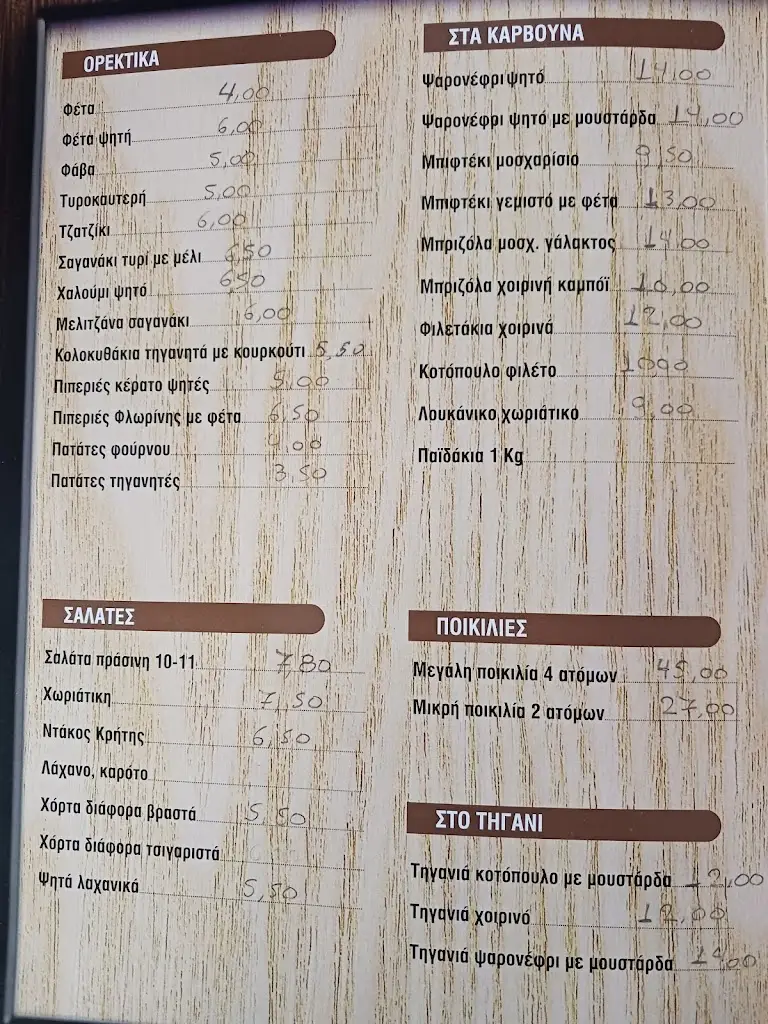 ΟΡΕΚΤΙΚΑ
Φέτα 4,00
Φέτα ψητή 6,00
Φάβα 5,00
Τυροκαυτερή 5,00
Τζατζίκι 6,00
Σαγανάκι τυρί με μέλι 6,50
Χαλούμι ψητό 6,50
Μελιτζάνα σαγανάκι 6,00
Κολοκυθάκια τηγανητά με κουρκούτι 5,50
Πιπεριές κέρατο ψητές 5,00
Πιπεριές Φλωρίνης με φέτα 6,50
Πατάτες φούρνου
Πατάτες τηγανητές 3,50
ΣΑΛΑΤΕΣ
Σαλάτα πράσινη 10-11 7,80
Χωριάτικη 7,50
Ντάκος Κρήτης 6,50
Λάχανο, καρότο
Χόρτα διάφορα βραστά 5,50
Χόρτα διάφορα τσιγαριστά
Ψητά λαχανικά 5,50
ΣΤΑ ΚΑΡΒΟΥΝΑ
Ψαρονέφρι ψητό 14,00
Ψαρονέφρι ψητό με μουστάρδα 14,00
Μπιφτέκι μοσχαρίσιο 9,50
Μπιφτέκι γεμιστό με φέτα 13,00
Μπριζόλα μοσχ. γάλακτος 14,00
Μπριζόλα χοιρινή καμπόϊ 10,00
Φιλετάκια χοιρινά 12,00
Κοτόπουλο φιλέτο
Λουκάνικο χωριάτικο 9,00
Παϊδάκια 1 Kg
ΠΟΙΚΙΛΙΕΣ
Μεγάλη ποικιλία 4 ατόμων 45,00
Μικρή ποικιλία 2 ατόμων 27,00
ΣΤΟ ΤΗΓΑΝΙ
Τηγανιά κοτόπουλο με μουστάρδα 12,00
Τηγανιά χοιρινό 12,00
Τηγανιά ψαρονέφρι με μουστάρδα 14,00